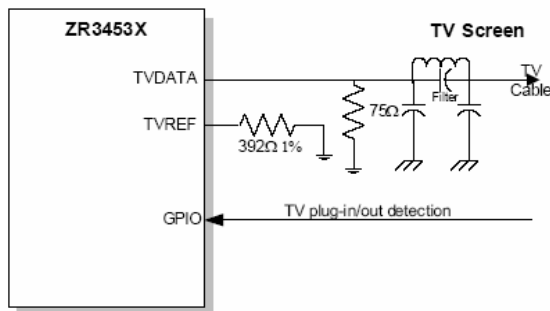 ZR3453X
TV Screen
TVDATA
TV
Cable
Filter
75Ω
TVREF
392Ω 1%
GPIO
TV plug-in/out detection